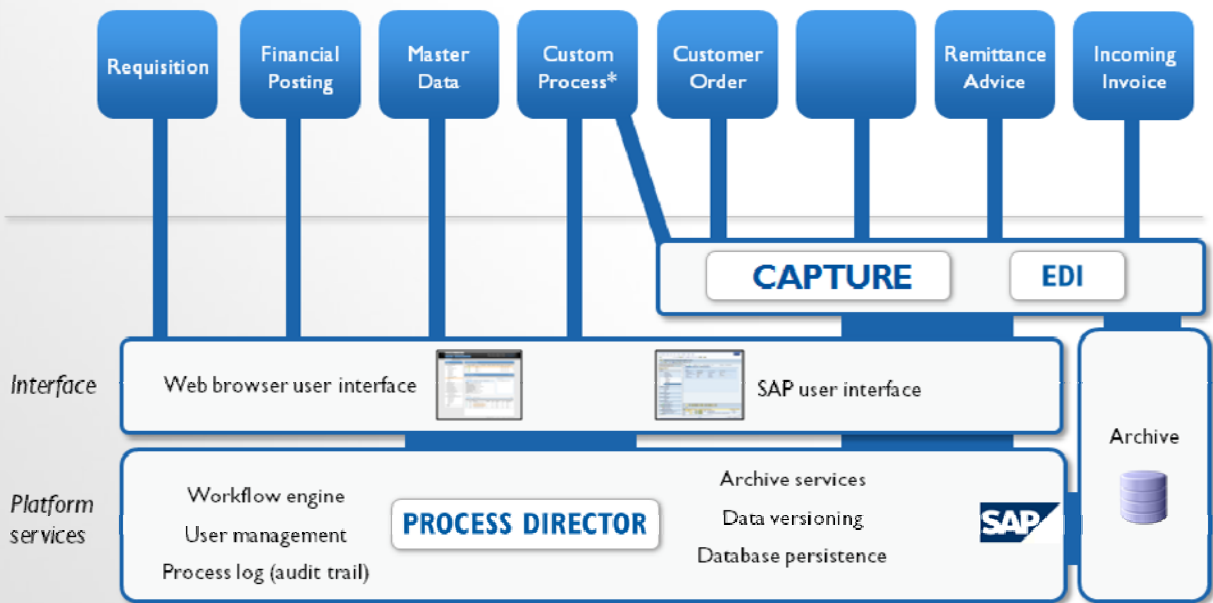 Requisition
Financial
Posting
Master
Data
Custom
Process*
Customer
Order
Remittance
Advice
Incoming
Invoice
CAPTURE
EDI
Interface
Web browser user interface
SAP user interface
Archive
Platform
services
Workflow engine
User management
Process log (audit trail)
PROCESS DIRECTOR
Archive services
Data versioning
Database persistence
SAP